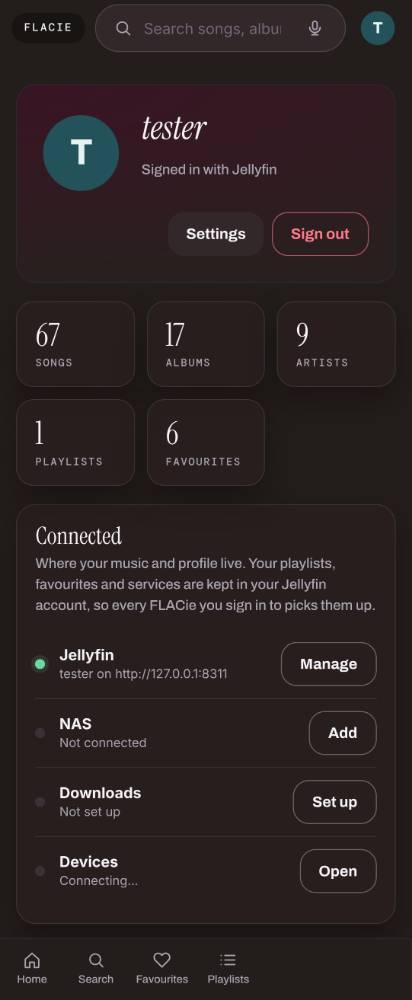 FLACIE
Search songs, albu
T
T
tester
Signed in with Jellyfin
Settings
Sign out
67
SONGS
17
ALBUMS
9
ARTISTS
1
PLAYLISTS
6
FAVOURITES
Connected
Where your music and profile live. Your playlists,
favourites and services are kept in your Jellyfin
account, so every FLACie you sign in to picks them up.
Jellyfin
tester on http://127.0.0.1:8311
Manage
NAS
Not connected
Add
Downloads
Not set up
Set up
Devices
Connecting...
Open
Home
Search
Favourites
Playlists